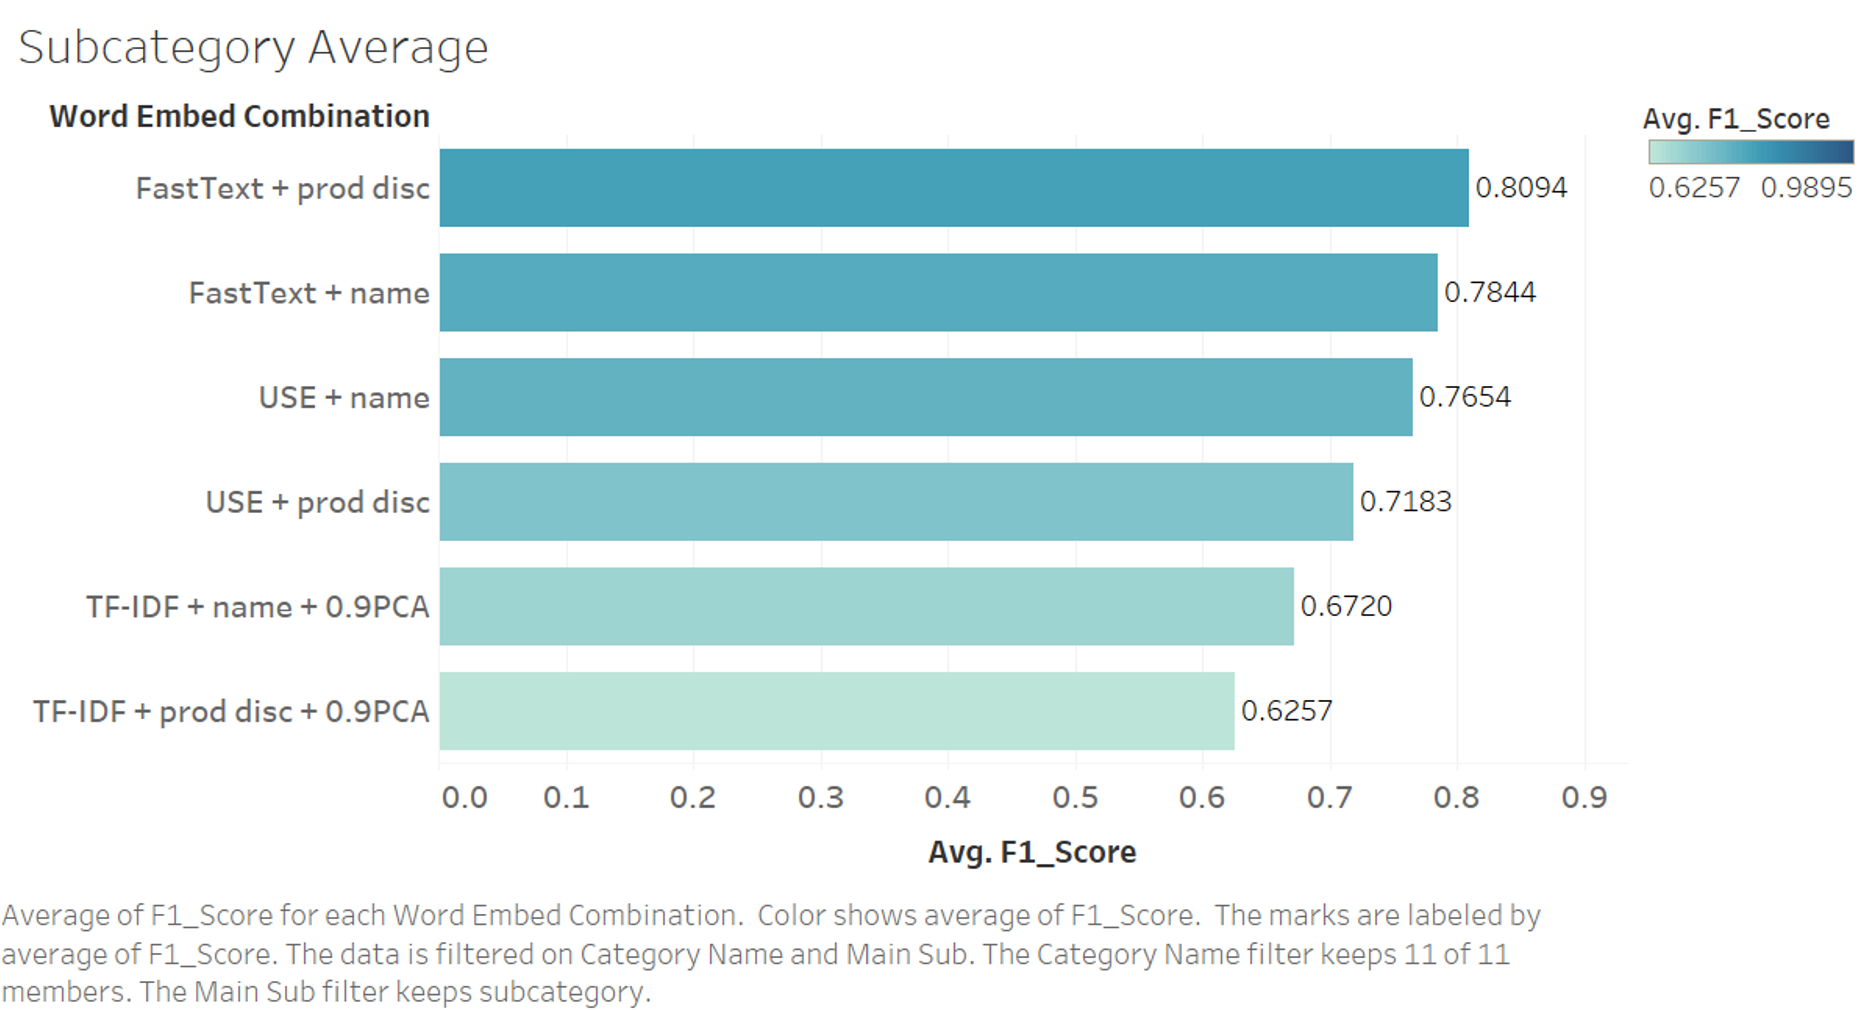 Subcategory Average
Word Embed Combination
FastText + prod disc
0.8094
FastText + name
0.7844
USE + name
0.7654
USE + prod disc
0.7183
TF-IDF + name + 0.9PCA
0.6720
TF-IDF + prod disc + 0.9PCA
0.6257
0.0 0.1 0.2 0.3 0.4 0.5 0.6 0.7 0.8 0.9
Avg. F1_Score
Avg. F1_Score
0.6257 0.9895
Average of F1_Score for each Word Embed Combination.  Color shows average of F1_Score.  The marks are labeled by
average of F1_Score. The data is filtered on Category Name and Main Sub. The Category Name filter keeps 11 of 11
members. The Main Sub filter keeps subcategory.